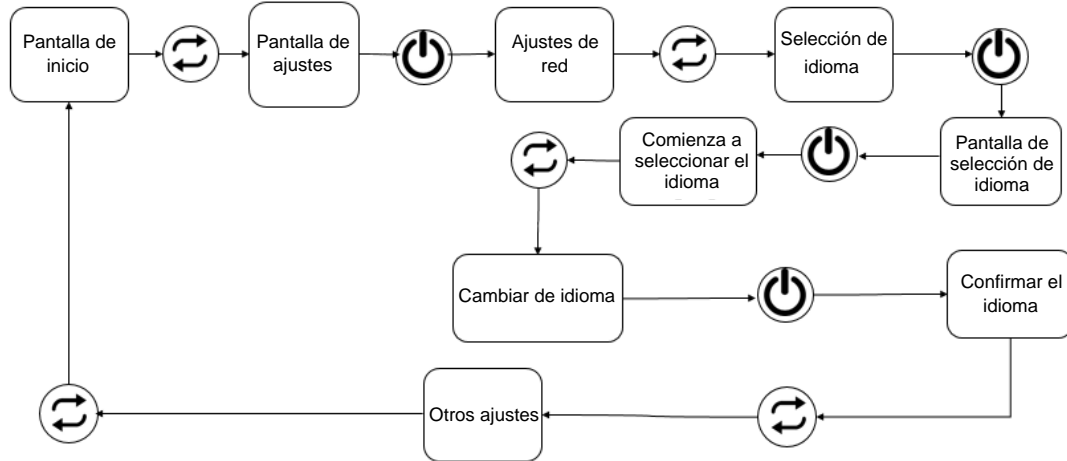 Pantalla de
inicio
Pantalla de
ajustes
Ajustes de
red
Selección de
idioma
Pantalla de
selección de
idioma
Comienza a
seleccionar el
idioma
Cambiar de idioma
Confirmar el
idioma
Otros ajustes